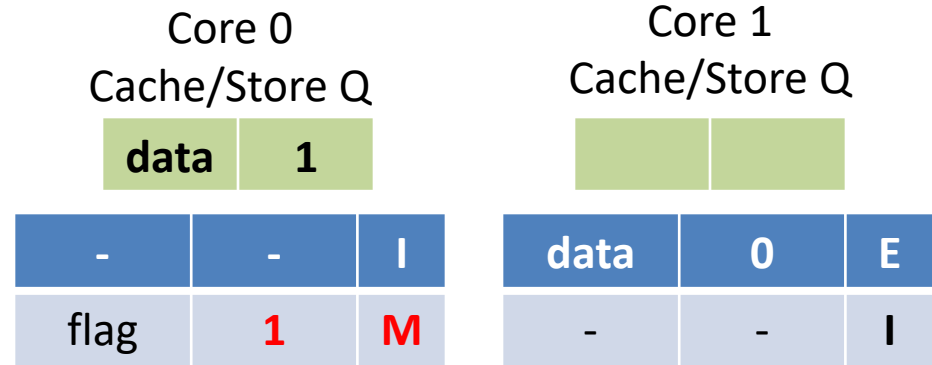 Core 0
Cache/Store Q
data 1
- - I
flag 1 M
Core 1
Cache/Store Q
data 0 E
- - I